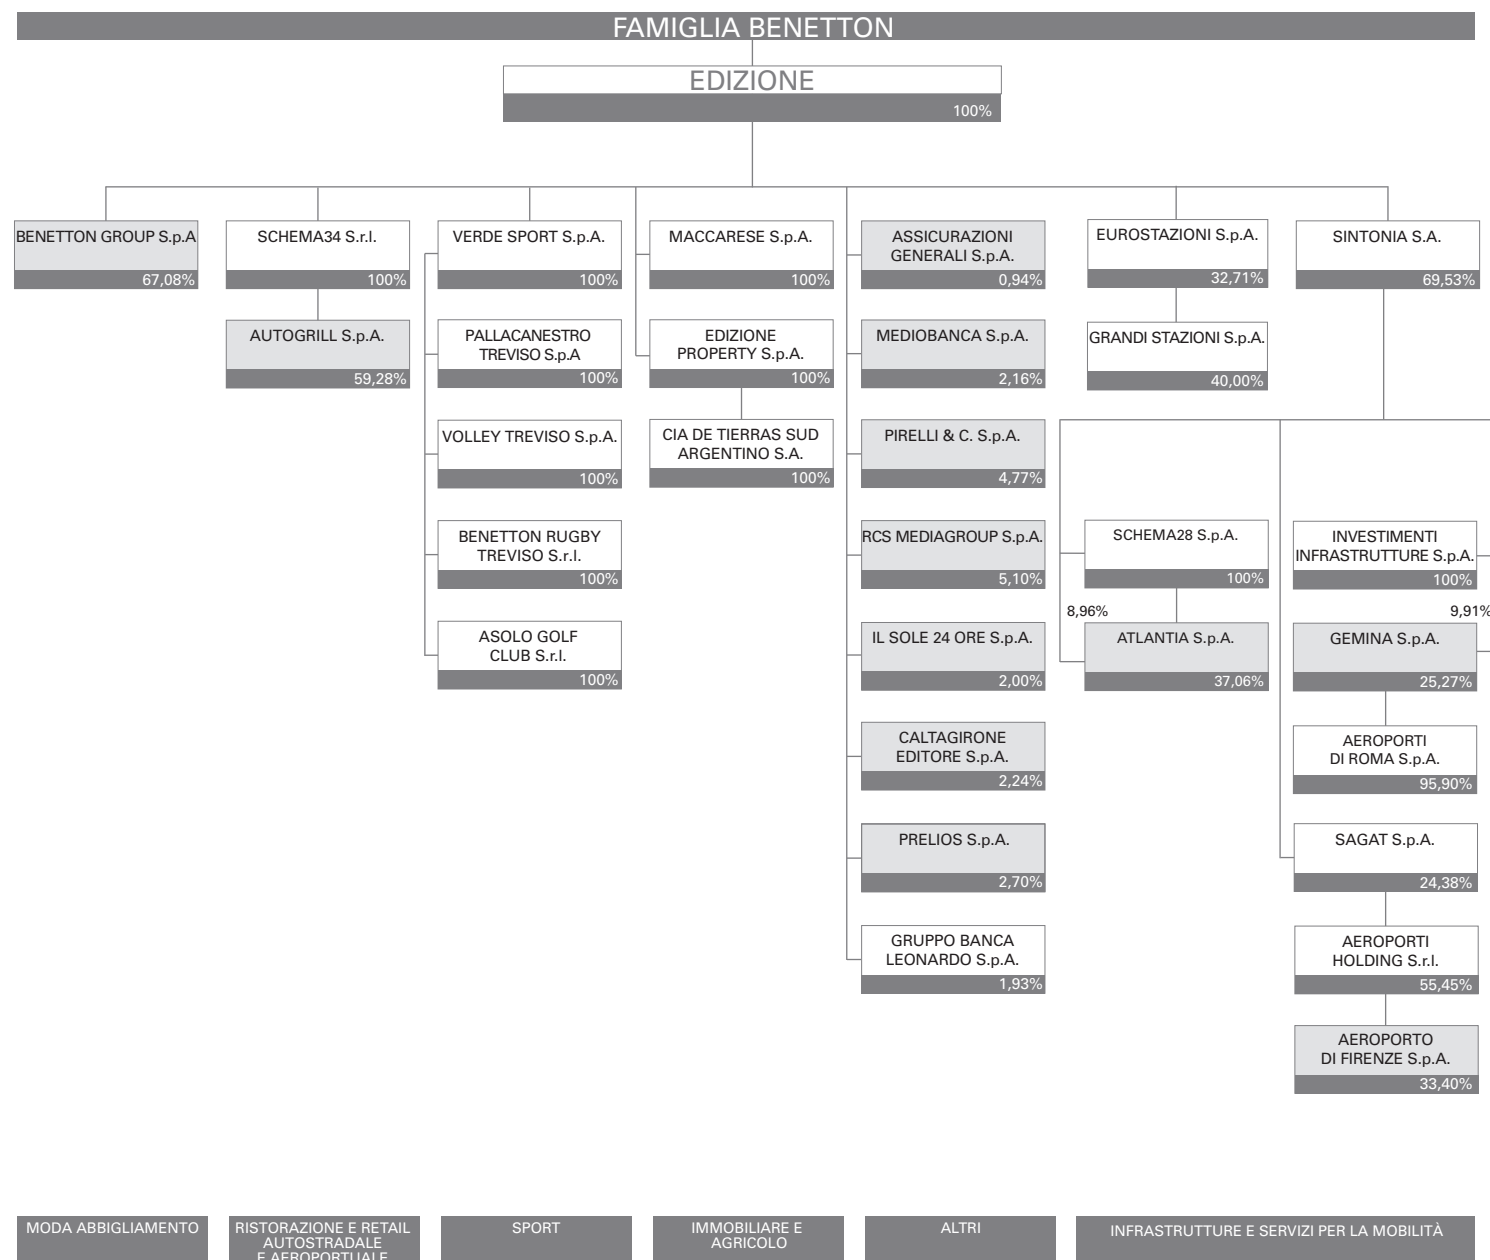 FAMIGLIA BENETTON
EDIZIONE
100%
BENETTON GROUP S.p.A
67,08%
SCHEMA34 S.r.l.
100%
AUTOGRILL S.p.A.
59,28%
VERDE SPORT S.p.A.
100%
PALLACANESTRO
TREVISO S.p.A
100%
VOLLEY TREVISO S.p.A.
100%
BENETTON RUGBY
TREVISO S.r.l.
100%
ASOLO GOLF
CLUB S.r.l.
100%
MACCARESE S.p.A.
100%
EDIZIONE
PROPERTY S.p.A.
100%
CIA DE TIERRAS SUD
ARGENTINO S.A.
100%
ASSICURAZIONI
GENERALI S.p.A.
0,94%
MEDIOBANCA S.p.A.
2,16%
PIRELLI & C. S.p.A.
4,77%
RCS MEDIAGROUP S.p.A.
5,10%
IL SOLE 24 ORE S.p.A.
2,00%
CALTAGIRONE
EDITORE S.p.A.
2,24%
PRELIOS S.p.A.
2,70%
GRUPPO BANCA
LEONARDO S.p.A.
1,93%
EUROSTAZIONI S.p.A.
32,71%
GRANDI STAZIONI S.p.A.
40,00%
SINTONIA S.A.
69,53%
SCHEMA28 S.p.A.
100%
8,96%
ATLANTIA S.p.A.
37,06%
INVESTIMENTI
INFRASTRUTTURE S.p.A.
100%
9,91%
GEMINA S.p.A.
25,27%
AEROPORTI
DI ROMA S.p.A.
95,90%
SAGAT S.p.A.
24,38%
AEROPORTI
HOLDING S.r.l.
55,45%
AEROPORTO
DI FIRENZE S.p.A.
33,40%
MODA ABBIGLIAMENTO
RISTORAZIONE E RETAIL
AUTOSTRADALE
E AEROPORTUALE
SPORT
IMMOBILIARE E
AGRICOLO
ALTRI
INFRASTRUTTURE E SERVIZI PER LA MOBILITÀ